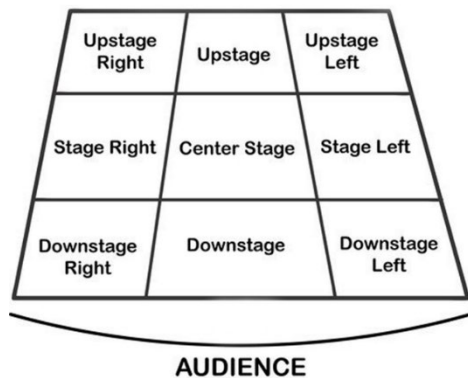 Upstage
Right
Upstage
Upstage
Left
Stage Right
Center Stage
Stage Left
Downstage
Right
Downstage
Downstage
Left
AUDIENCE